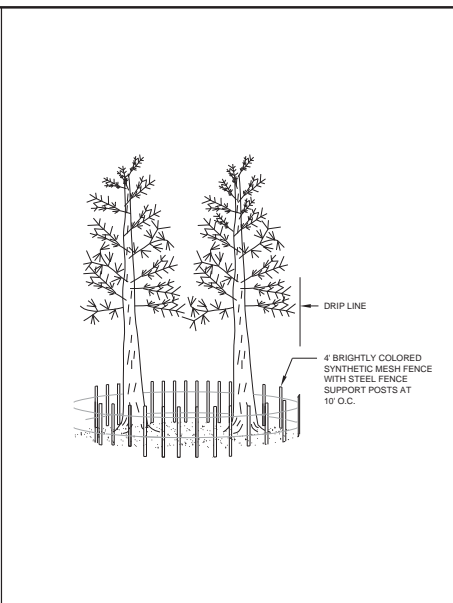 DRIP LINE
4' BRIGHTLY COLORED
SYNTHETIC MESH FENCE
WITH STEEL FENCE
SUPPORT POSTS AT
10' O.C.